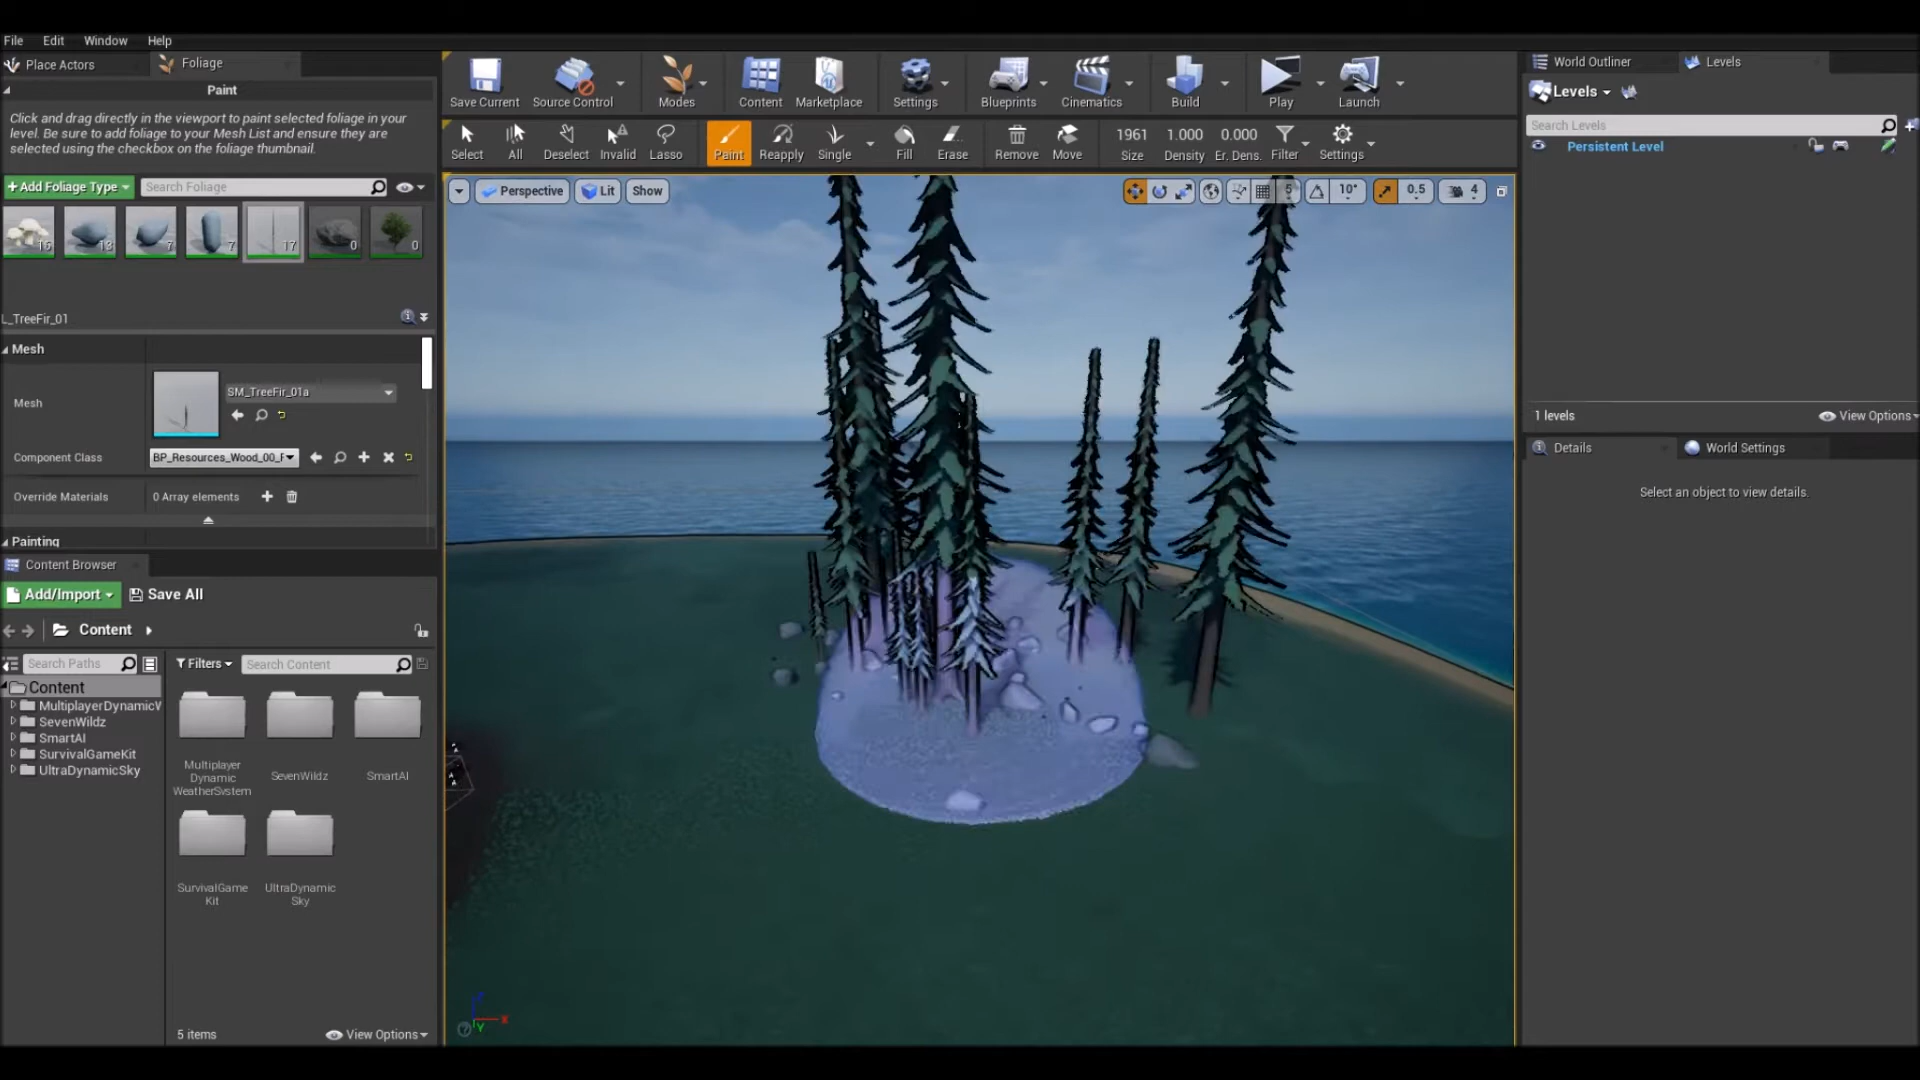 File Edit Window Help
Place Actors
Foliage
Paint
Click and drag directly in the viewport to paint selected foliage in your
level. Be sure to add foliage to your Mesh List and ensure they are
selected using the checkbox on the foliage thumbnail.
+Add Foliage Type
Search Foliage
15 13 7 7 17 0 0
L_TreeFir_01
Mesh
Mesh
SM_TreeFir_01a
Component Class
BP_Resources_Wood_00_F
Override Materials
0 Array elements
Painting
Content Browser
Add/Import
Save All
Content
Search Paths
Filters
Search Content
Content
MultiplayerDynamicV
SevenWildz
SmartAI
SurvivalGameKit
UltraDynamicSky
Multiplayer
Dynamic
WeatherSystem
SevenWildz
SmartAI
SurvivalGame
Kit
UltraDynamic
Sky
5 items
View Options
Save Current
Source Control
Modes
Content
Marketplace
Settings
Blueprints
Cinematics
Build
Play
Launch
Select
All
Deselect
Invalid
Lasso
Paint
Reapply
Single
Fill
Erase
Remove
Move
1961
Size
1.000
Density
0.000
Er. Dens.
Filter
Settings
Perspective
Lit
Show
5
10°
0.5
4
Z
X
Y
World Outliner
Levels
Levels
Search Levels
Persistent Level
1 levels
View Options
Details
World Settings
Select an object to view details.